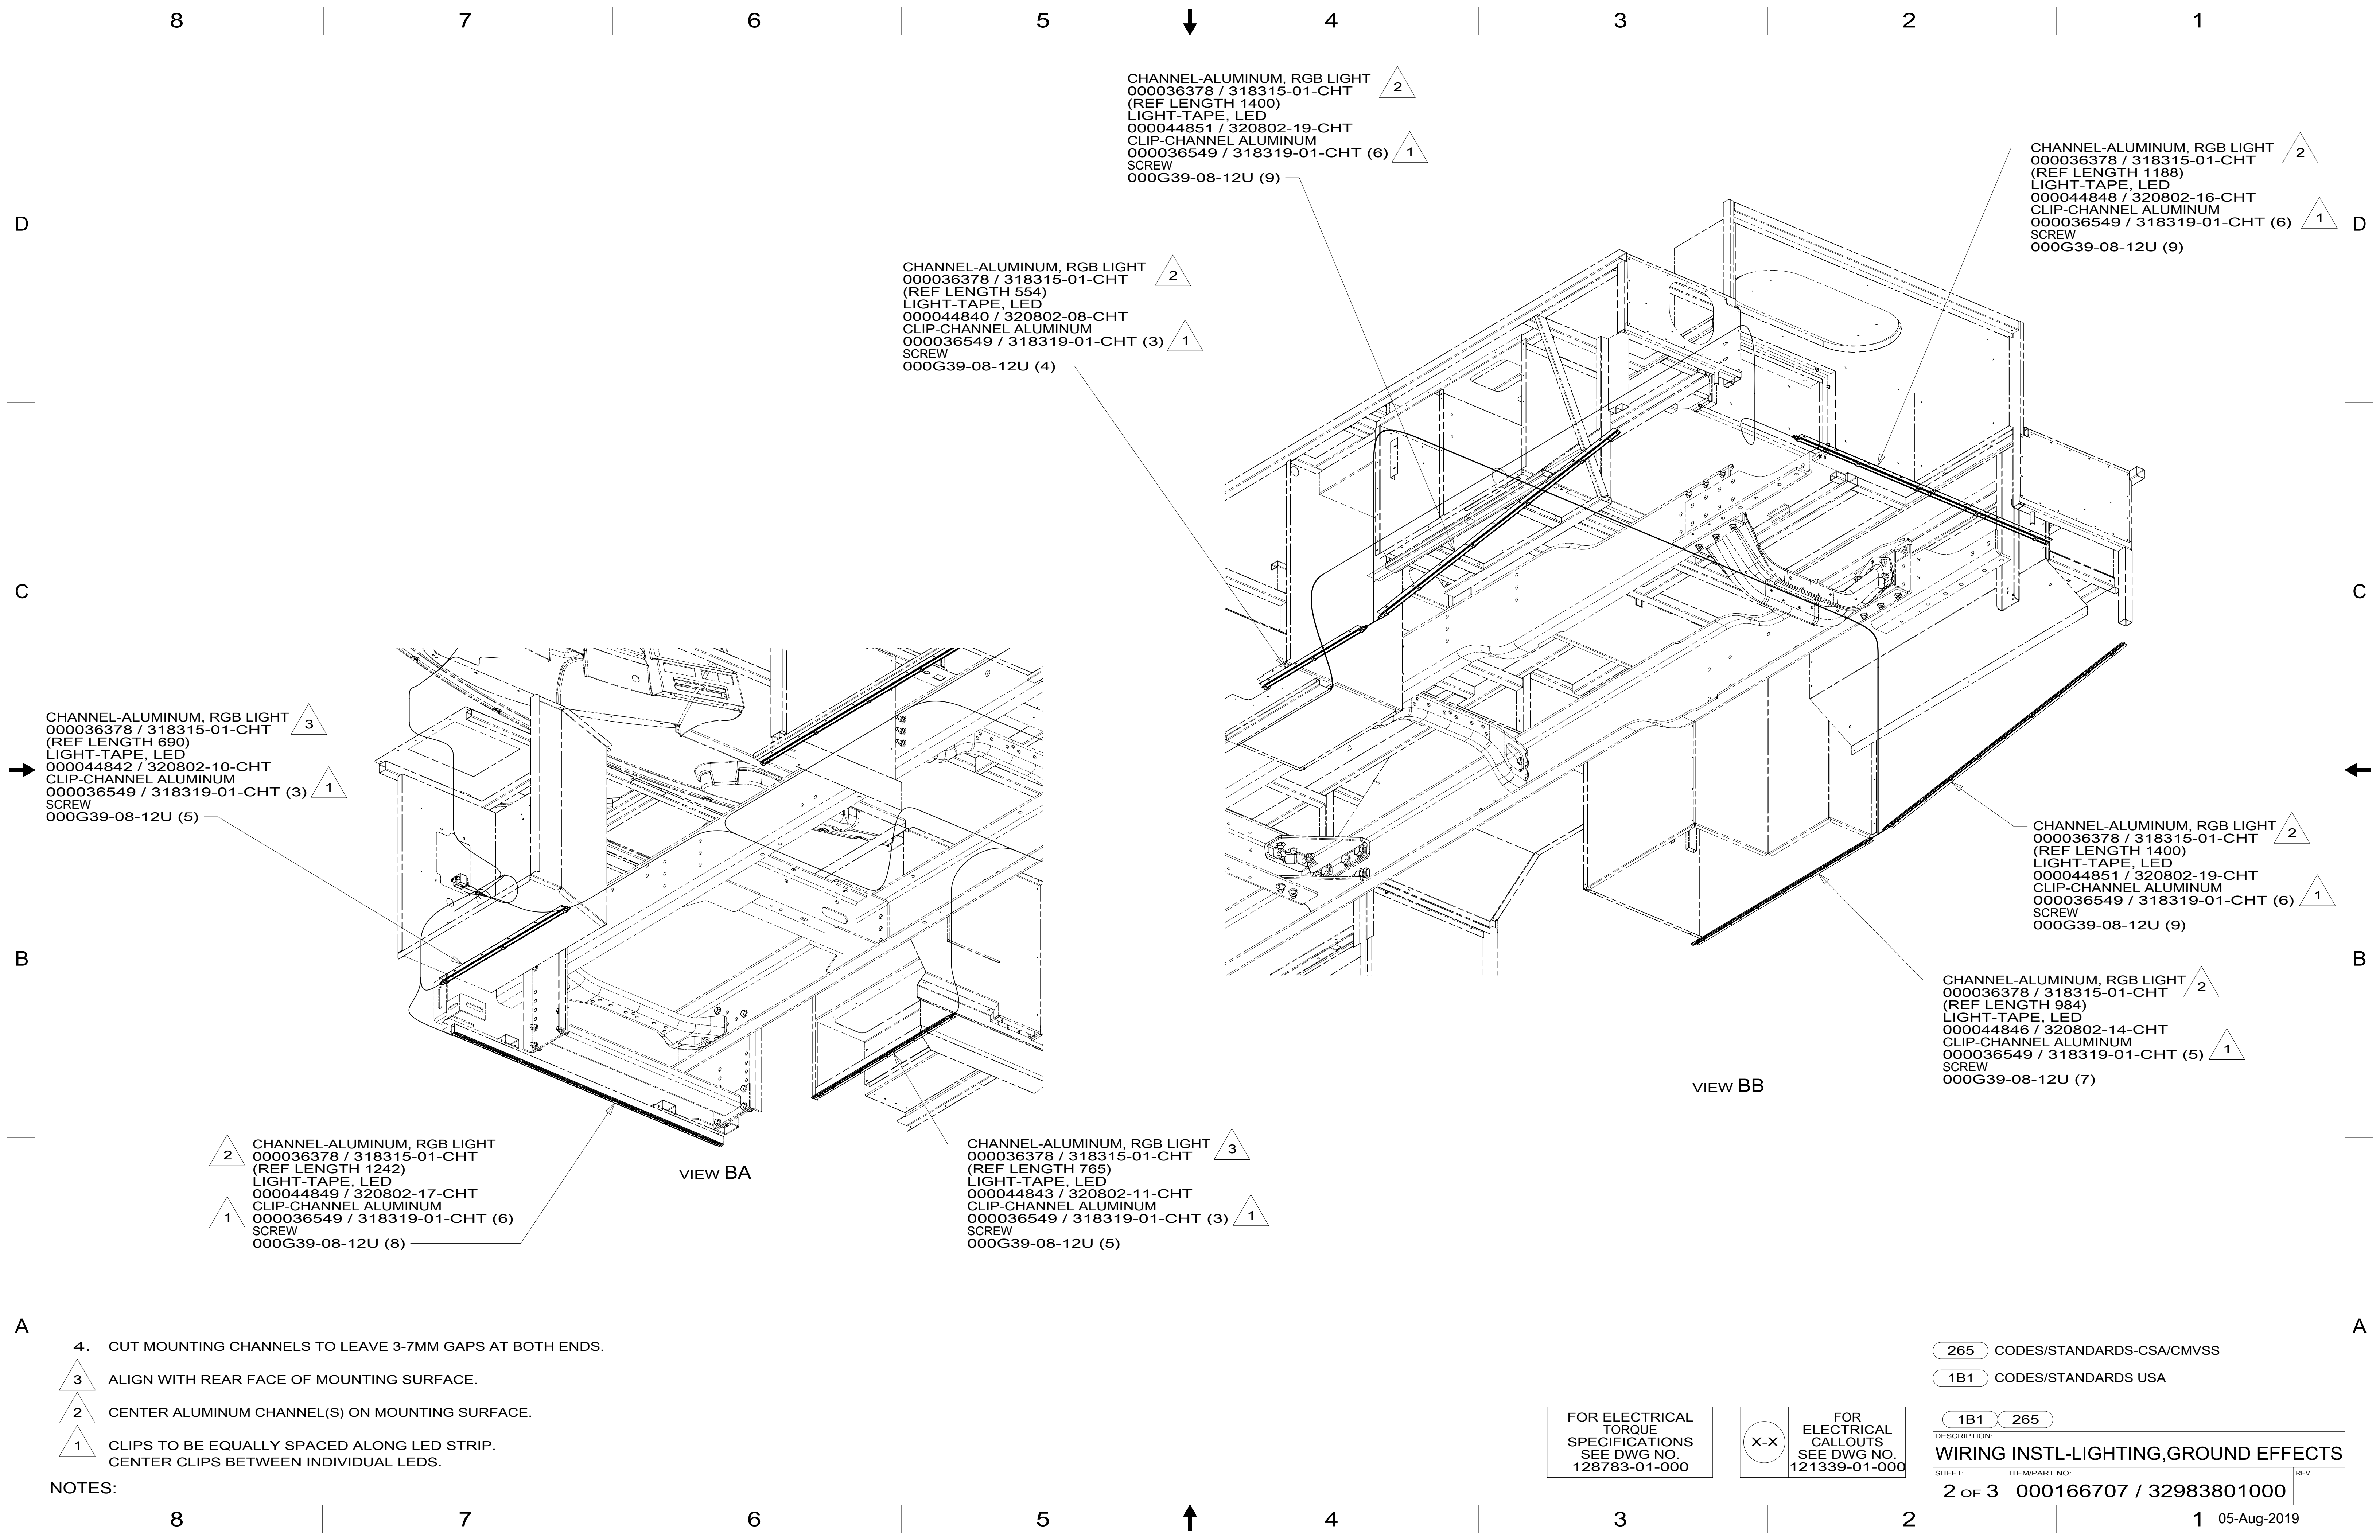 8 7 6 5 4 3 2 1
CHANNEL-ALUMINUM, RGB LIGHT 2
000036378 / 318315-01-CHT
(REF LENGTH 1400)
LIGHT-TAPE, LED
000044851 / 320802-19-CHT
CLIP-CHANNEL ALUMINUM
000036549 / 318319-01-CHT (6) 1
SCREW
000G39-08-12U (9)
CHANNEL-ALUMINUM, RGB LIGHT 2
000036378 / 318315-01-CHT
(REF LENGTH 1188)
LIGHT-TAPE, LED
000044848 / 320802-16-CHT
CLIP-CHANNEL ALUMINUM
000036549 / 318319-01-CHT (6) 1
SCREW
000G39-08-12U (9)
D D
CHANNEL-ALUMINUM, RGB LIGHT 2
000036378 / 318315-01-CHT
(REF LENGTH 554)
LIGHT-TAPE, LED
000044840 / 320802-08-CHT
CLIP-CHANNEL ALUMINUM
000036549 / 318319-01-CHT (3) 1
SCREW
000G39-08-12U (4)
C C
CHANNEL-ALUMINUM, RGB LIGHT 3
000036378 / 318315-01-CHT
(REF LENGTH 690)
LIGHT-TAPE, LED
000044842 / 320802-10-CHT
CLIP-CHANNEL ALUMINUM
000036549 / 318319-01-CHT (3) 1
SCREW
000G39-08-12U (5)
CHANNEL-ALUMINUM, RGB LIGHT 2
000036378 / 318315-01-CHT
(REF LENGTH 1400)
LIGHT-TAPE, LED
000044851 / 320802-19-CHT
CLIP-CHANNEL ALUMINUM
000036549 / 318319-01-CHT (6) 1
SCREW
000G39-08-12U (9)
B B
CHANNEL-ALUMINUM, RGB LIGHT 2
000036378 / 318315-01-CHT
(REF LENGTH 984)
LIGHT-TAPE, LED
000044846 / 320802-14-CHT
CLIP-CHANNEL ALUMINUM
000036549 / 318319-01-CHT (5) 1
SCREW
000G39-08-12U (7)
VIEW BB
2 CHANNEL-ALUMINUM, RGB LIGHT
000036378 / 318315-01-CHT
(REF LENGTH 1242)
LIGHT-TAPE, LED
000044849 / 320802-17-CHT
CLIP-CHANNEL ALUMINUM
1 000036549 / 318319-01-CHT (6)
SCREW
000G39-08-12U (8)
VIEW BA
CHANNEL-ALUMINUM, RGB LIGHT 3
000036378 / 318315-01-CHT
(REF LENGTH 765)
LIGHT-TAPE, LED
000044843 / 320802-11-CHT
CLIP-CHANNEL ALUMINUM
000036549 / 318319-01-CHT (3) 1
SCREW
000G39-08-12U (5)
A A
4. CUT MOUNTING CHANNELS TO LEAVE 3-7MM GAPS AT BOTH ENDS.
3 ALIGN WITH REAR FACE OF MOUNTING SURFACE.
2 CENTER ALUMINUM CHANNEL(S) ON MOUNTING SURFACE.
1 CLIPS TO BE EQUALLY SPACED ALONG LED STRIP.
CENTER CLIPS BETWEEN INDIVIDUAL LEDS.
NOTES:
FOR ELECTRICAL
TORQUE
SPECIFICATIONS
SEE DWG NO.
128783-01-000
X-X
FOR
ELECTRICAL
CALLOUTS
SEE DWG NO.
121339-01-000
265 CODES/STANDARDS-CSA/CMVSS
1B1 CODES/STANDARDS USA
1B1 265
DESCRIPTION:
WIRING INSTL-LIGHTING,GROUND EFFECTS
SHEET: ITEM/PART NO: REV
2 OF 3 000166707 / 32983801000
8 7 6 5 4 3 2 1 05-Aug-2019